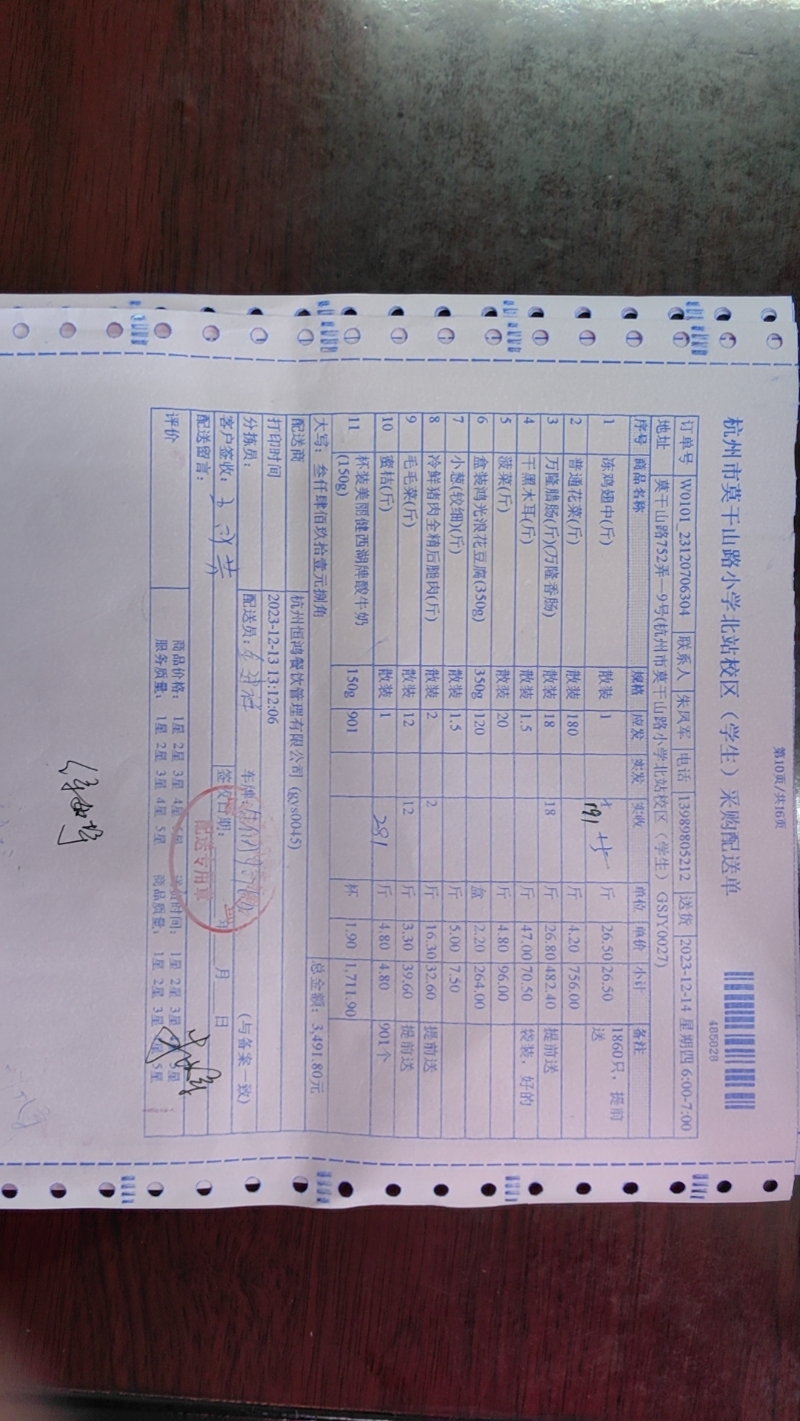 第10页/共16页
杭州市莫干山路小学北站校区（学生）采购配送单
485028
订单号 W0101_23120706304 联系人 朱凤军 电话 13989805212 送货 2023-12-14 星期四 6:00-7:00
地址 莫干山路752弄一9号(杭州市莫干山路小学北站校区（学生）GSJY0027)
序号 商品名称 规格 应发 实发 实收 单位 单价 小计 备注
1 冻鸡翅中(斤) 散装 1 191 斤 26.50 26.50 1860只，提前送
2 普通花菜(斤) 散装 180 斤 4.20 756.00
3 万隆腊肠(斤)(万隆香肠) 散装 18 18 斤 26.80 482.40 提前送
4 干黑木耳(斤) 散装 1.5 斤 47.00 70.50 袋装，好的
5 菠菜(斤) 散装 20 斤 4.80 96.00
6 盒装鸿光浪花豆腐(350g) 350g 120 盒 2.20 264.00
7 小葱(较细)(斤) 散装 1.5 斤 5.00 7.50
8 冷鲜猪肉全精后腿肉(斤) 散装 2 2 斤 16.30 32.60 提前送
9 毛毛菜(斤) 散装 12 12 斤 3.30 39.60 提前送
10 蜜桔(斤) 散装 1 281 斤 4.80 4.80 901个
11 杯装美丽健西湖牌酸牛奶(150g) 150g 901 杯 1.90 1,711.90
大写：叁仟肆佰玖拾壹元捌角 总金额：3,491.80元
配送商 杭州恒鸿餐饮管理有限公司 (gys0045)
打印时间 2023-12-13 13:12:06
分拣员： 配送员： 车牌： (与备案一致)
客户签收： 签收日期： 年 月 日
配送留言：
配送专用章
评价 商品价格： 1星 2星 3星 4星 5星 送货时间： 1星 2星 3星 4星 5星
服务质量： 1星 2星 3星 4星 5星 商品质量： 1星 2星 3星 4星 5星